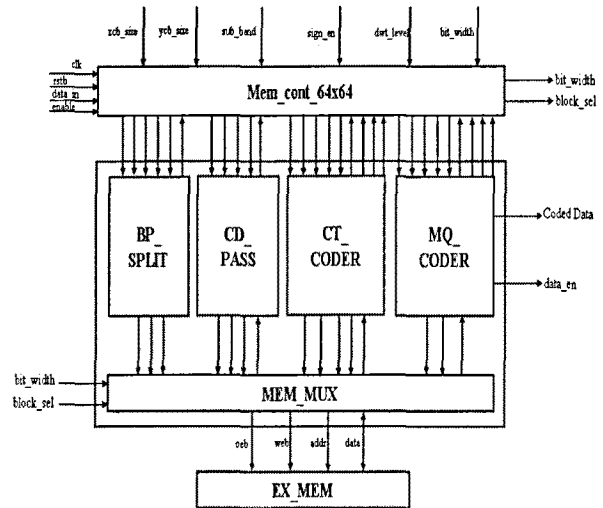 xcb_size ycb_size sub_band sign_en dwt_level bit_width
clk
rstb
data_in
enable
Mem_cont_64x64
bit_width
block_sel
BP_
SPLIT
CD_
PASS
CT_
CODER
MQ_
CODER
Coded Data
data_en
bit_width
block_sel
MEM_MUX
oeb web addr data
EX_MEM